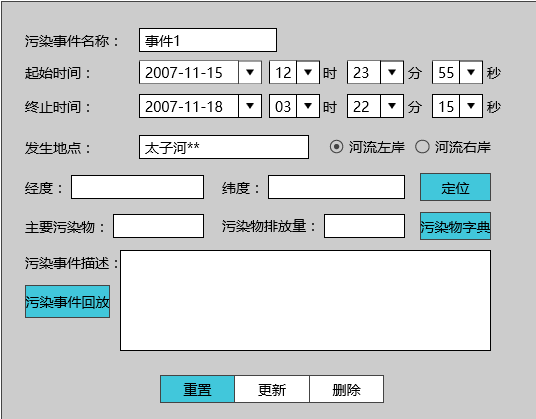 污染事件名称： 事件1
起始时间： 2007-11-15 12 时 23 分 55 秒
终止时间： 2007-11-18 03 时 22 分 15 秒
发生地点： 太子河** 河流左岸 河流右岸
经度： 纬度： 定位
主要污染物： 污染物排放量： 污染物字典
污染事件描述：
污染事件回放
重置 更新 删除